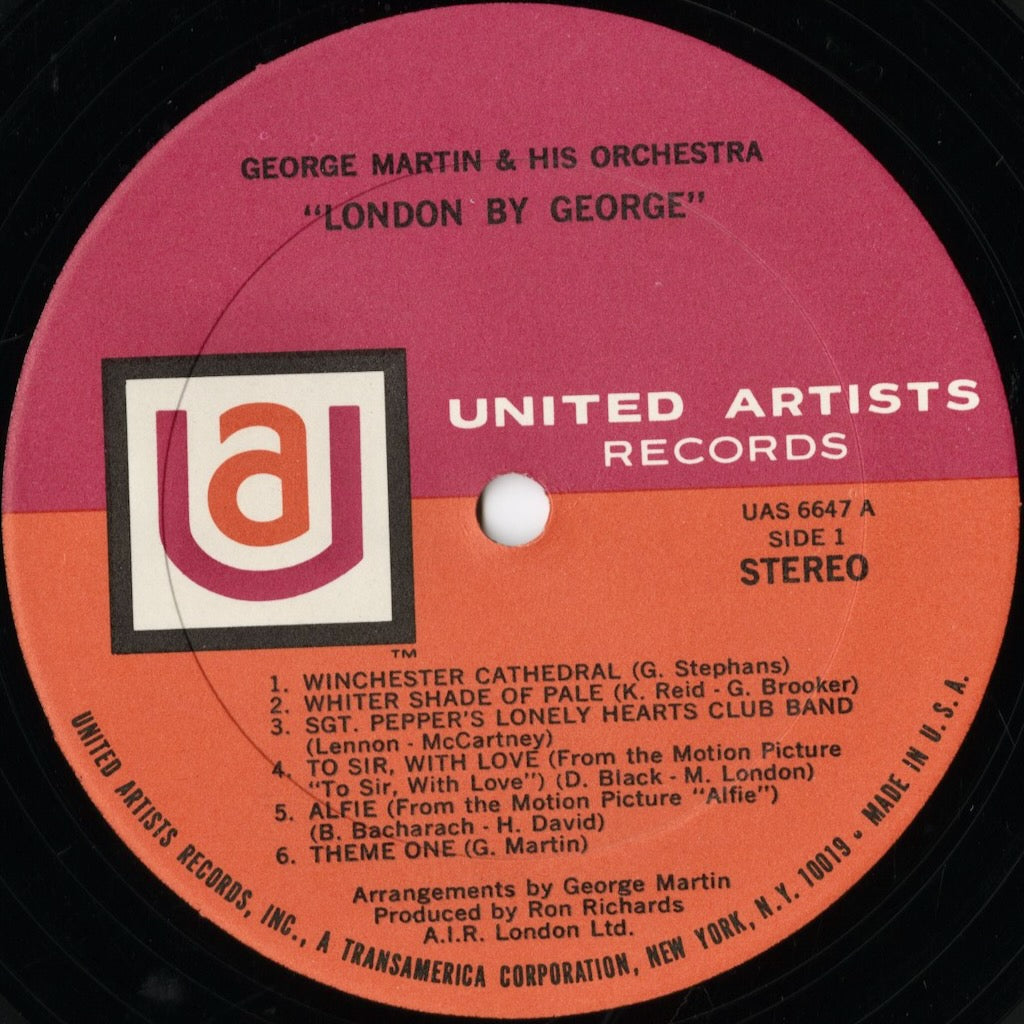 GEORGE MARTIN & HIS ORCHESTRA
"LONDON BY GEORGE"
ua
UNITED ARTISTS
RECORDS
UAS 6647 A
SIDE 1
STEREO
TM
1. WINCHESTER CATHEDRAL (G. Stephans)
2. WHITER SHADE OF PALE (K. Reid - G. Brooker)
3. SGT. PEPPER'S LONELY HEARTS CLUB BAND
(Lennon - McCartney)
4. TO SIR, WITH LOVE (From the Motion Picture
"To Sir, With Love") (D. Black - M. London)
5. ALFIE (From the Motion Picture "Alfie")
(B. Bacharach - H. David)
6. THEME ONE (G. Martin)
Arrangements by George Martin
Produced by Ron Richards
A.I.R. London Ltd.
UNITED ARTISTS RECORDS, INC., A TRANSAMERICA CORPORATION, NEW YORK, N.Y. 10019 • MADE IN U.S.A.